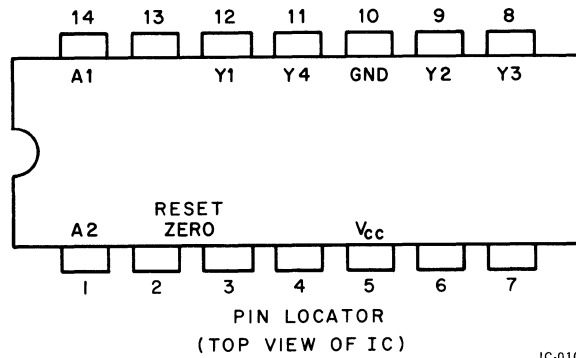 14 13 12 11 10 9 8
A1 Y1 Y4 GND Y2 Y3
RESET
A2 ZERO VCC
1 2 3 4 5 6 7
PIN LOCATOR
(TOP VIEW OF IC)